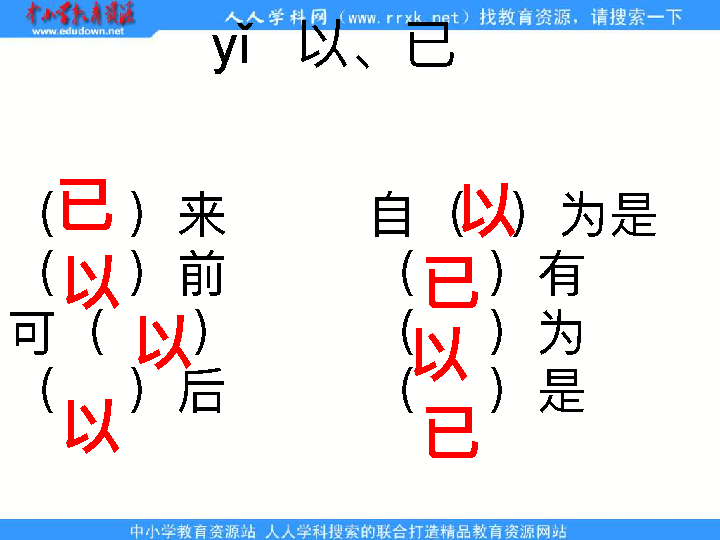 中小学教育资源
www.edudown.net
人人学科网（www.rrxk.net）找教育资源，请搜索一下
yǐ 以、已
（已）来 自（以）为是
（以）前 （已）有
可（以） （以）为
（以）后 （已）是
中小学教育资源站 人人学科搜索的联合打造精品教育资源网站